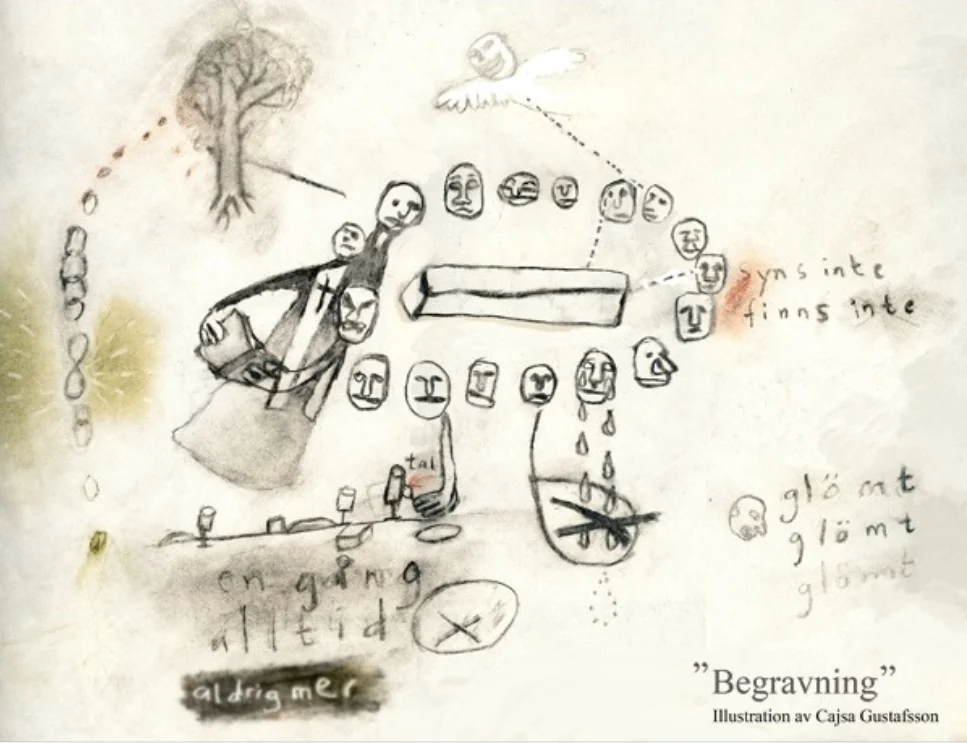 syns inte
finns inte
tal
glömt
glömt
glömt
en gång
alltid
aldrig mer
"Begravning"
Illustration av Cajsa Gustafsson